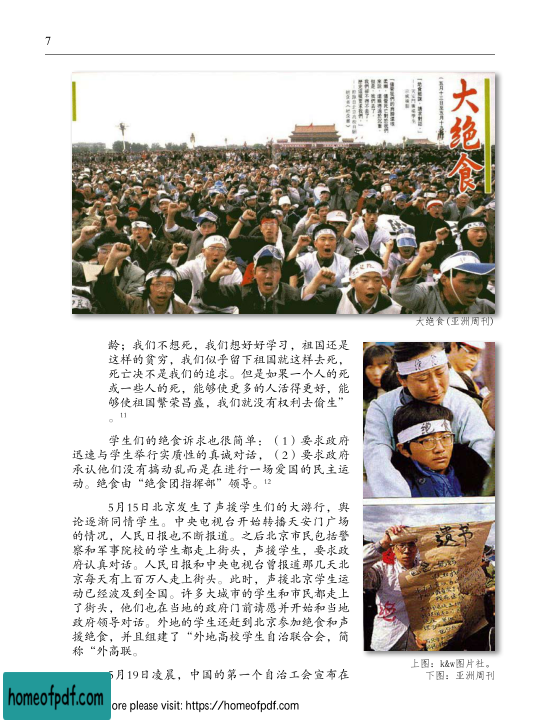 7
大绝食
大绝食(亚洲周刊)
龄；我们不想死，我们想好好学习，祖国还是
这样的贫穷，我们似乎留下祖国就这样去死，
死亡决不是我们的追求。但是如果一个人的死
或一些人的死，能够使更多的人活得更好，能
够使祖国繁荣昌盛，我们就没有权利去偷生”
。11
学生们的绝食诉求也很简单：（1）要求政府
迅速与学生举行实质性的真诚对话，（2）要求政府
承认他们没有搞动乱而是在进行一场爱国的民主运
动。绝食由“绝食团指挥部”领导。12
5月15日北京发生了声援学生们的大游行，舆
论逐渐同情学生。中央电视台开始转播天安门广场
的情况，人民日报也不断报道。之后北京市民包括警
察和军事院校的学生都走上街头，声援学生，要求政
府认真对话。人民日报和中央电视台曾报道那几天北
京每天有上百万人走上街头。此时，声援北京学生运
动已经波及到全国。许多大城市的学生和市民都走上
了街头，他们也在当地的政府门前请愿并开始和当地
政府领导对话。外地的学生还赶到北京参加绝食和声
援绝食，并且组建了“外地高校学生自治联合会，简
称“外高联。
5月19日凌晨，中国的第一个自治工会宣布在
遗书
上图：k&w图片社。
下图：亚洲周刊
homeofpdf.com
ore please visit: https://homeofpdf.com